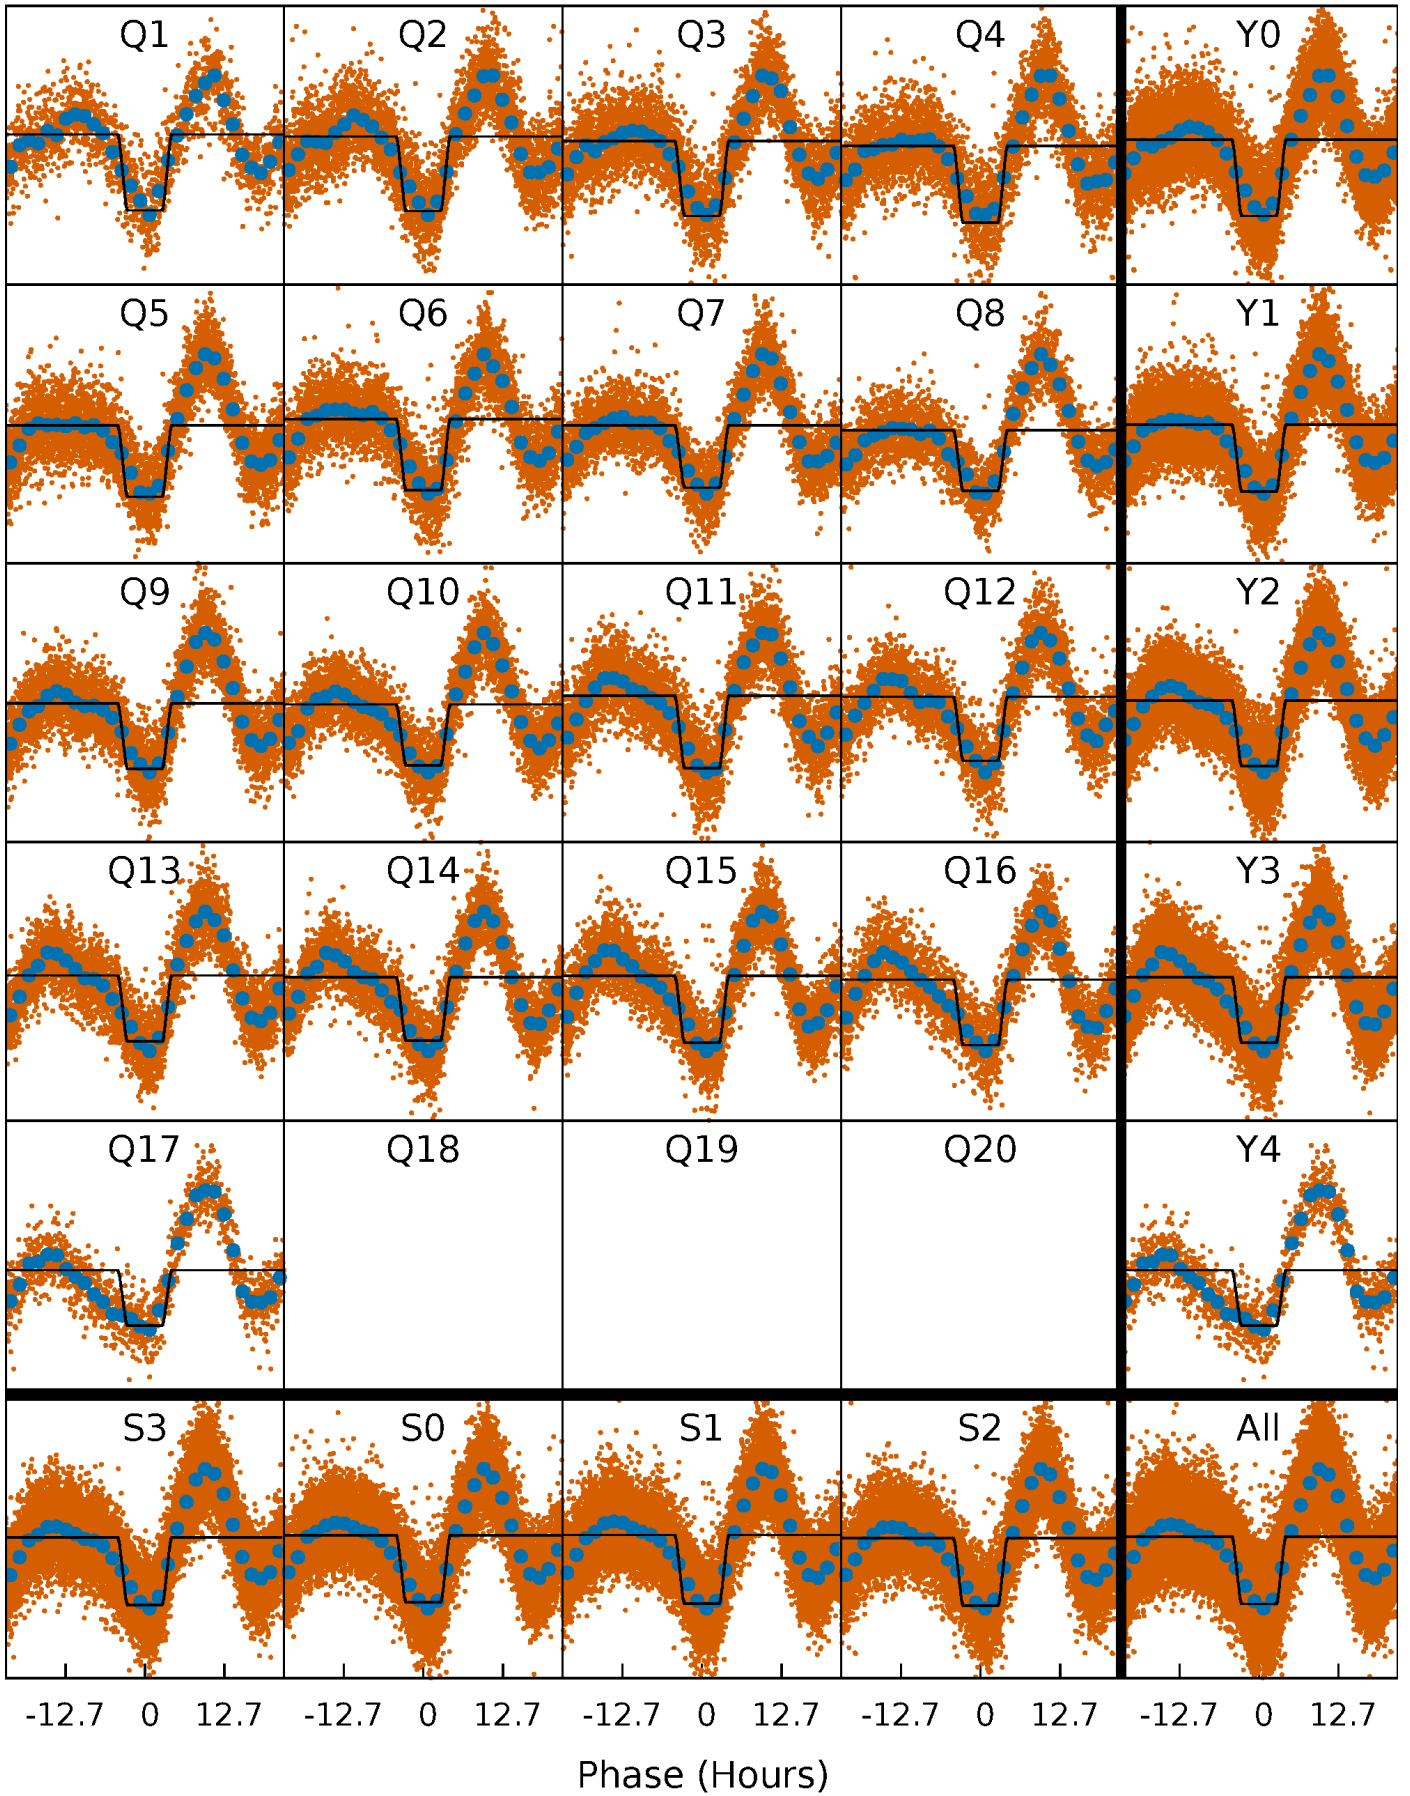 Q1 Q2 Q3 Q4 Y0
Q5 Q6 Q7 Q8 Y1
Q9 Q10 Q11 Q12 Y2
Q13 Q14 Q15 Q16 Y3
Q17 Q18 Q19 Q20 Y4
S3 S0 S1 S2 All
-12.7 0 12.7 -12.7 0 12.7 -12.7 0 12.7 -12.7 0 12.7 -12.7 0 12.7
Phase (Hours)